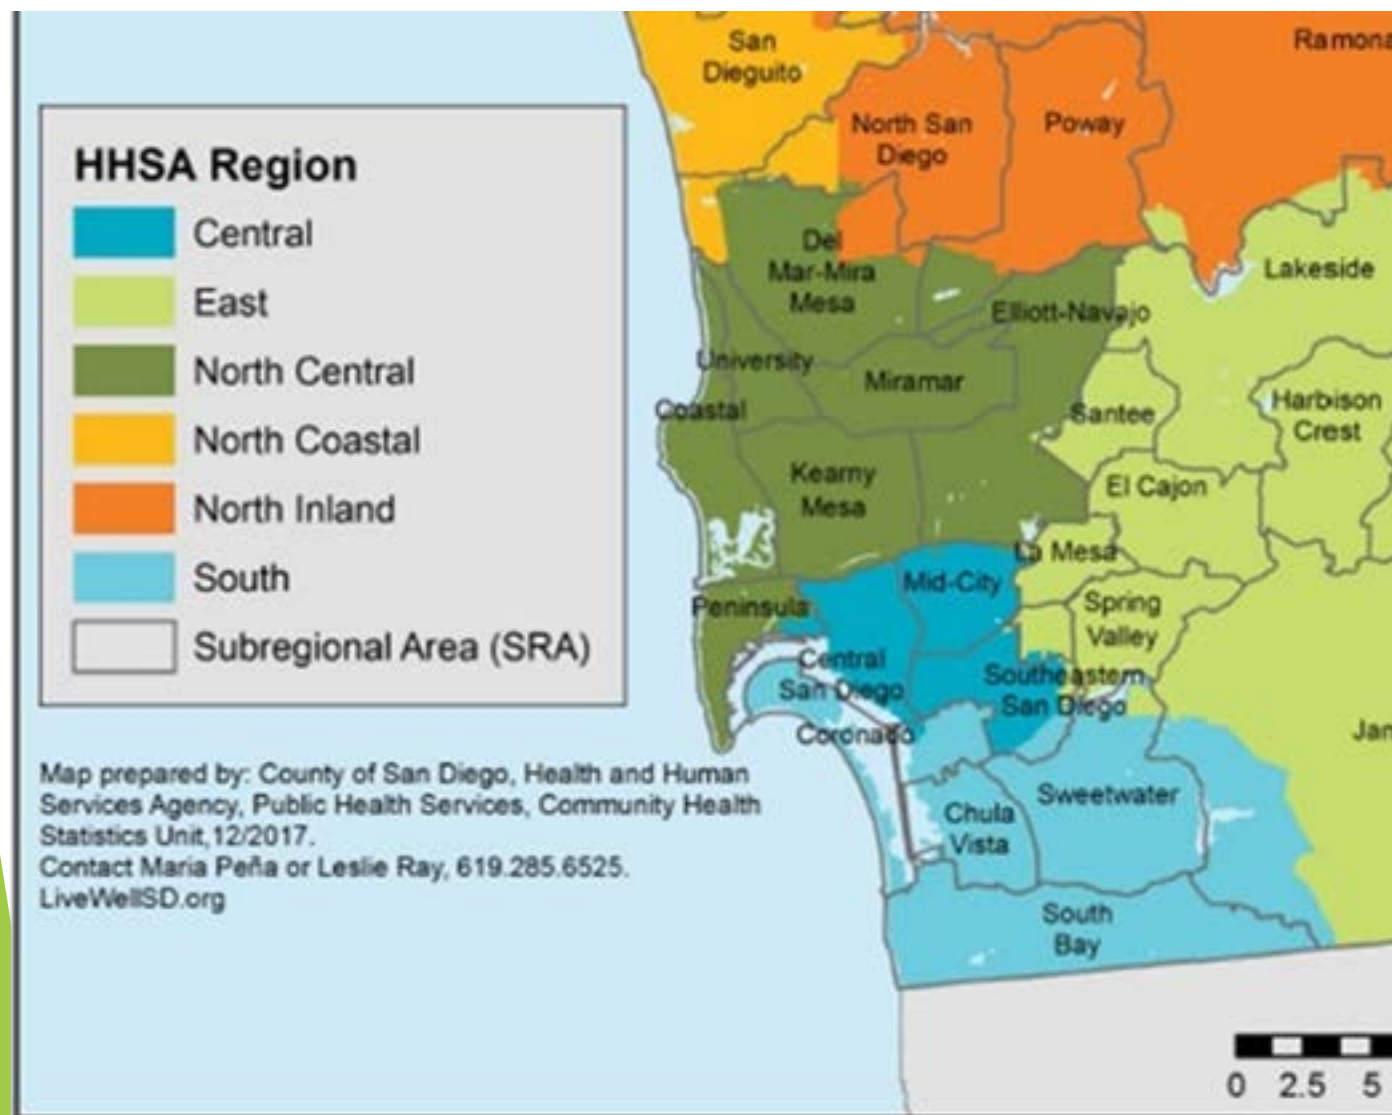 San
Dieguito
Ramona
North San
Diego
Poway
HHSA Region
Central
East
North Central
North Coastal
North Inland
South
Subregional Area (SRA)
Del
Mar-Mira
Mesa
Lakeside
Elliott-Navajo
University
Miramar
Coastal
Santee
Harbison
Crest
Kearny
Mesa
El Cajon
La Mesa
Mid-City
Peninsula
Spring
Valley
Central
San Diego
Southeastern
San Diego
Coronado
Jan
Sweetwater
Chula
Vista
South
Bay
Map prepared by: County of San Diego, Health and Human
Services Agency, Public Health Services, Community Health
Statistics Unit,12/2017.
Contact Maria Peña or Leslie Ray, 619.285.6525.
LiveWellSD.org
0 2.5 5